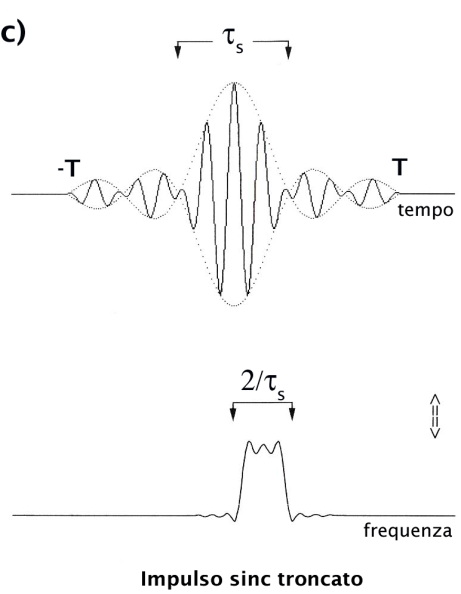 c)
τs
-T
T
tempo
2/τs
<==>
frequenza
Impulso sinc troncato